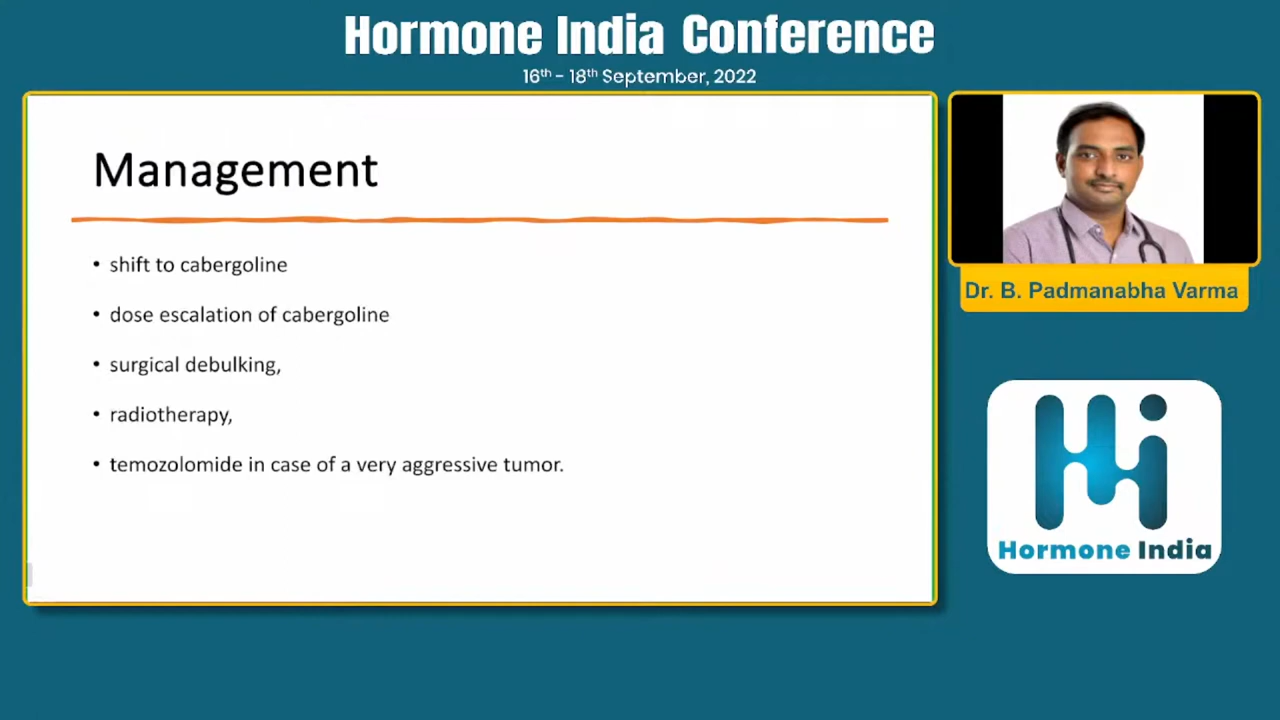 Hormone India Conference
16th - 18th September, 2022
Management
• shift to cabergoline
• dose escalation of cabergoline
• surgical debulking,
• radiotherapy,
• temozolomide in case of a very aggressive tumor.
Dr. B. Padmanabha Varma
Hi
Hormone India